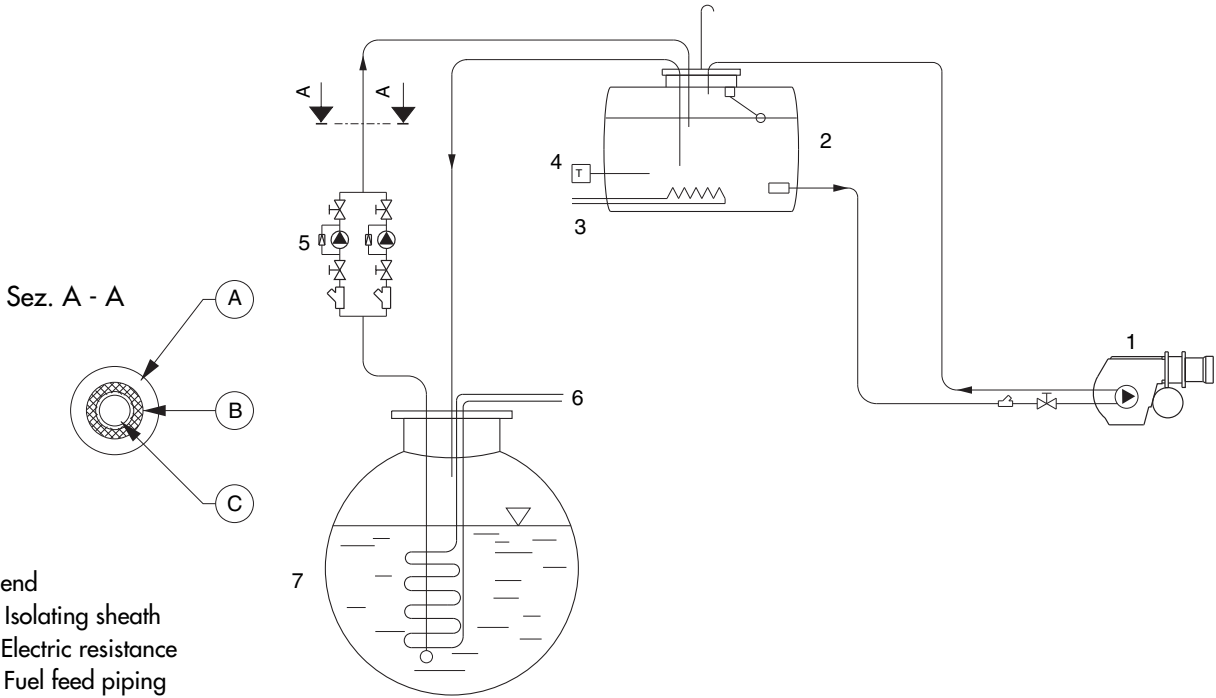 A
A
2
4
T
3
5
Sez. A - A
A
1
B
6
C
7
end
Isolating sheath
Electric resistance
Fuel feed piping